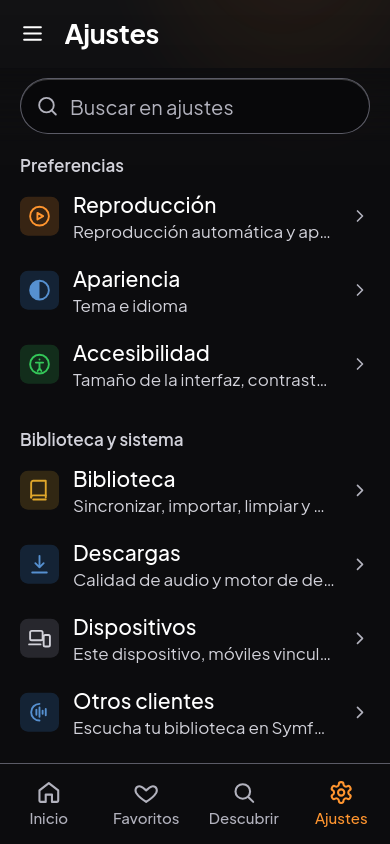 Ajustes
Buscar en ajustes
Preferencias
Reproducción
Reproducción automática y ap…
Apariencia
Tema e idioma
Accesibilidad
Tamaño de la interfaz, contrast…
Biblioteca y sistema
Biblioteca
Sincronizar, importar, limpiar y …
Descargas
Calidad de audio y motor de de…
Dispositivos
Este dispositivo, móviles vincul…
Otros clientes
Escucha tu biblioteca en Symf…
Inicio
Favoritos
Descubrir
Ajustes